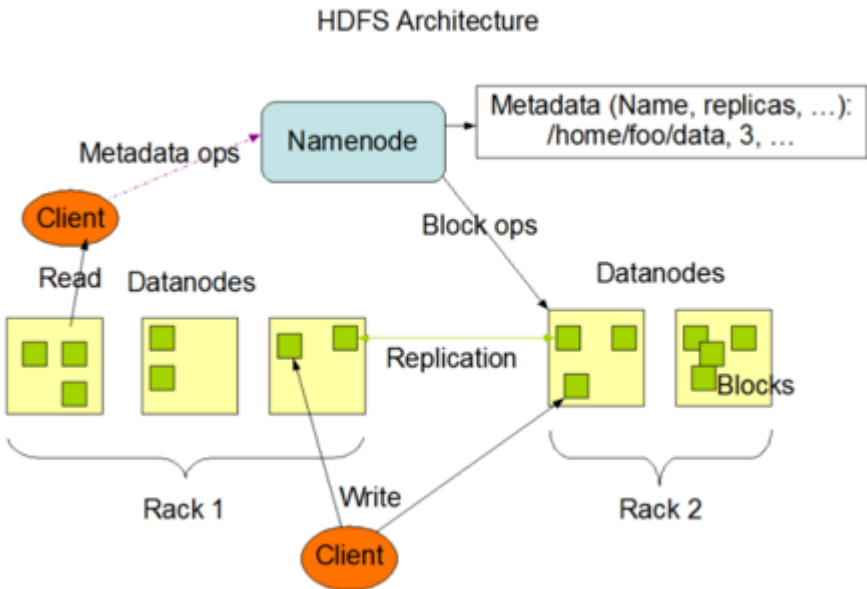 HDFS Architecture
Metadata (Name, replicas, …):
/home/foo/data, 3, …
Namenode
Metadata ops
Client
Block ops
Read
Datanodes
Datanodes
Replication
Blocks
Rack 1
Write
Rack 2
Client